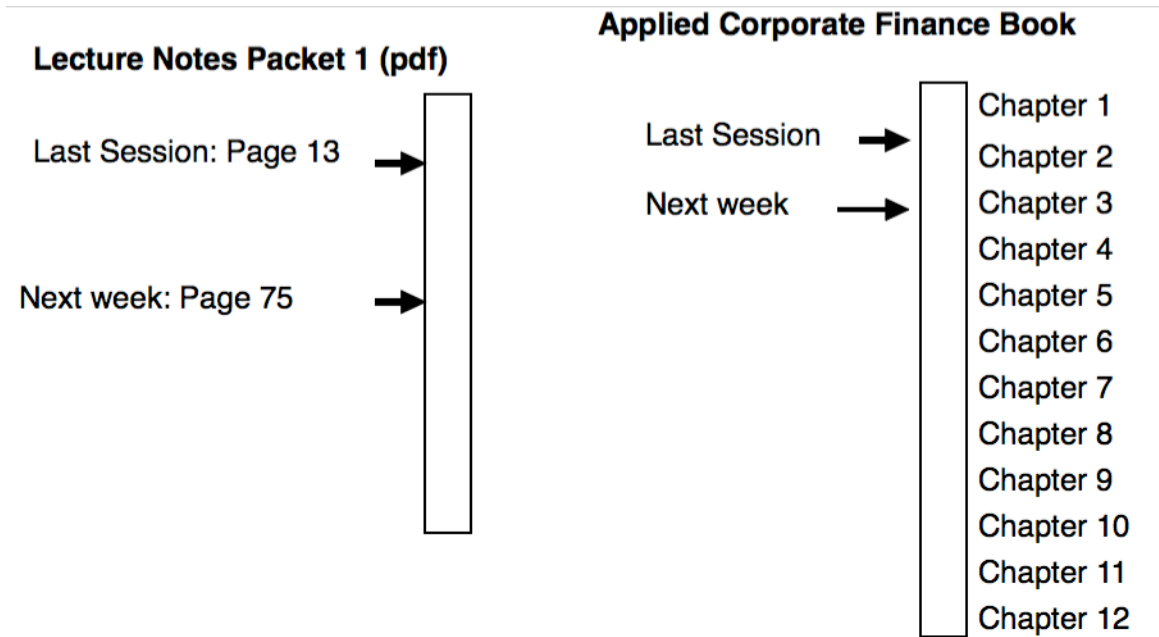 Applied Corporate Finance Book
Lecture Notes Packet 1 (pdf)
Last Session: Page 13
Next week: Page 75
Last Session
Next week
Chapter 1
Chapter 2
Chapter 3
Chapter 4
Chapter 5
Chapter 6
Chapter 7
Chapter 8
Chapter 9
Chapter 10
Chapter 11
Chapter 12